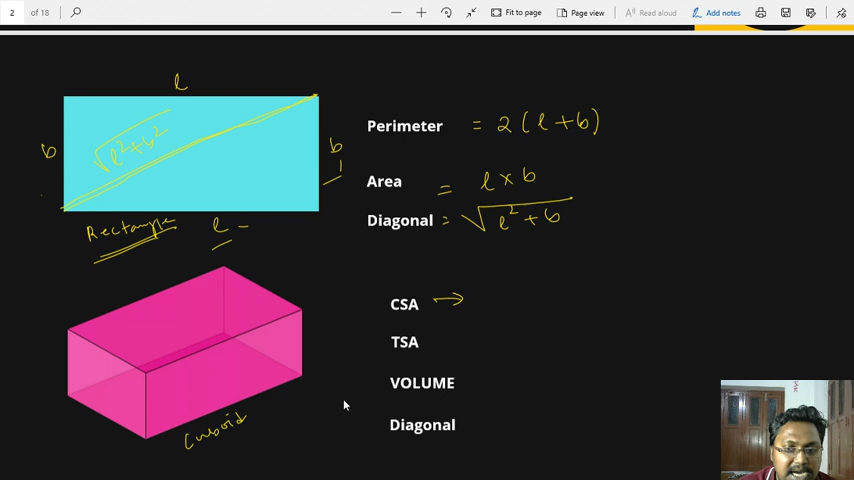 2 of 18 Fit to page Page view Read aloud Add notes
l
b √l²+b² b
Perimeter = 2(l+b)
Area = l×b
Diagonal = √l²+b
Rectangle l -
CSA →
TSA
VOLUME
Diagonal
Cuboid